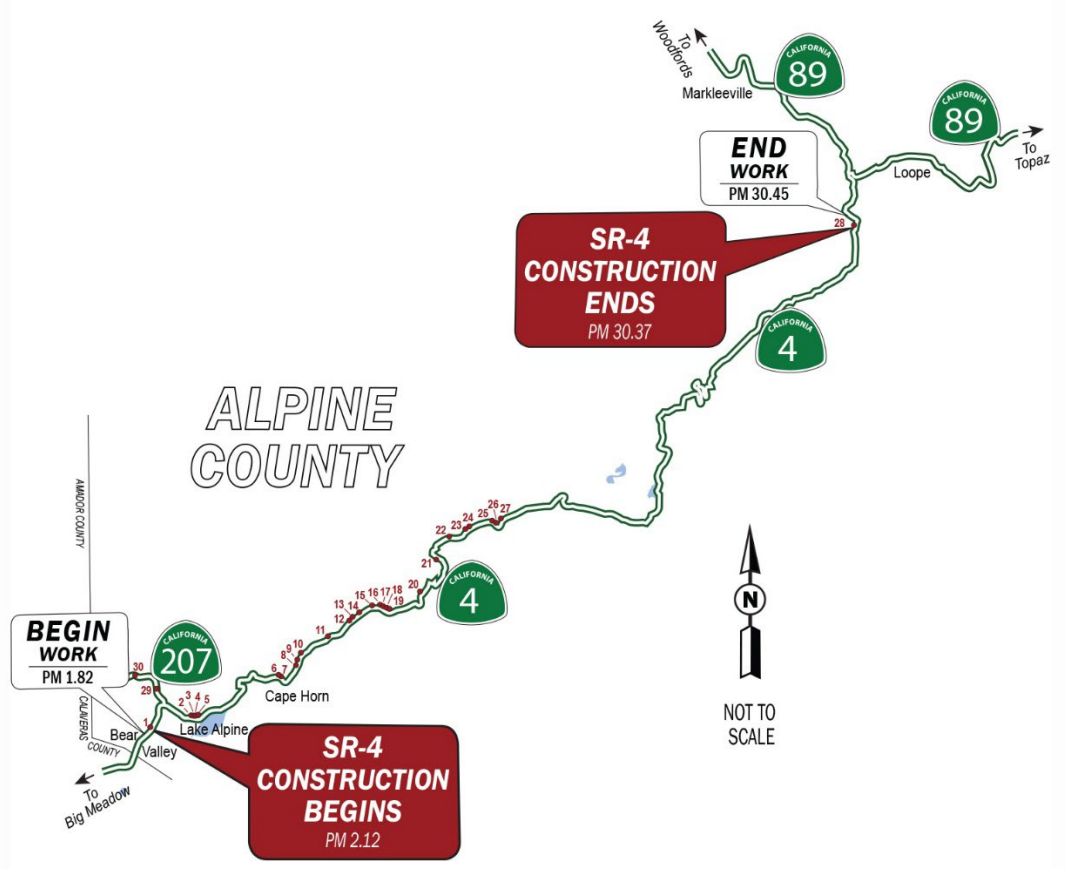 To
Woodfords
CALIFORNIA
89
Markleeville
CALIFORNIA
89
To
Topaz
Loope
END
WORK
PM 30.45
28
SR-4
CONSTRUCTION
ENDS
PM 30.37
CALIFORNIA
4
ALPINE
COUNTY
AMADOR COUNTY
CALAVERAS
COUNTY
27
26
25
24
23
22
21
20
CALIFORNIA
4
19
18
17
16
15
14
13
12
11
10
9
8
7
6
Cape Horn
BEGIN
WORK
PM 1.82
30
CALIFORNIA
207
29
2
3
4
5
Lake Alpine
1
Bear
Valley
To
Big Meadow
SR-4
CONSTRUCTION
BEGINS
PM 2.12
N
NOT TO
SCALE